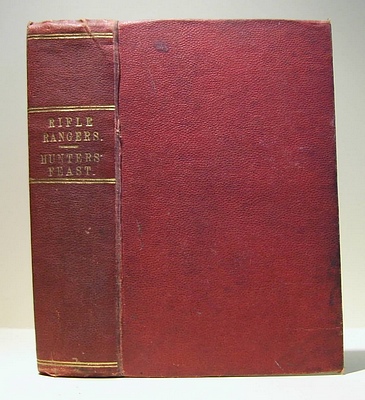 RIFLE
RANGERS.
HUNTERS'
FEAST.